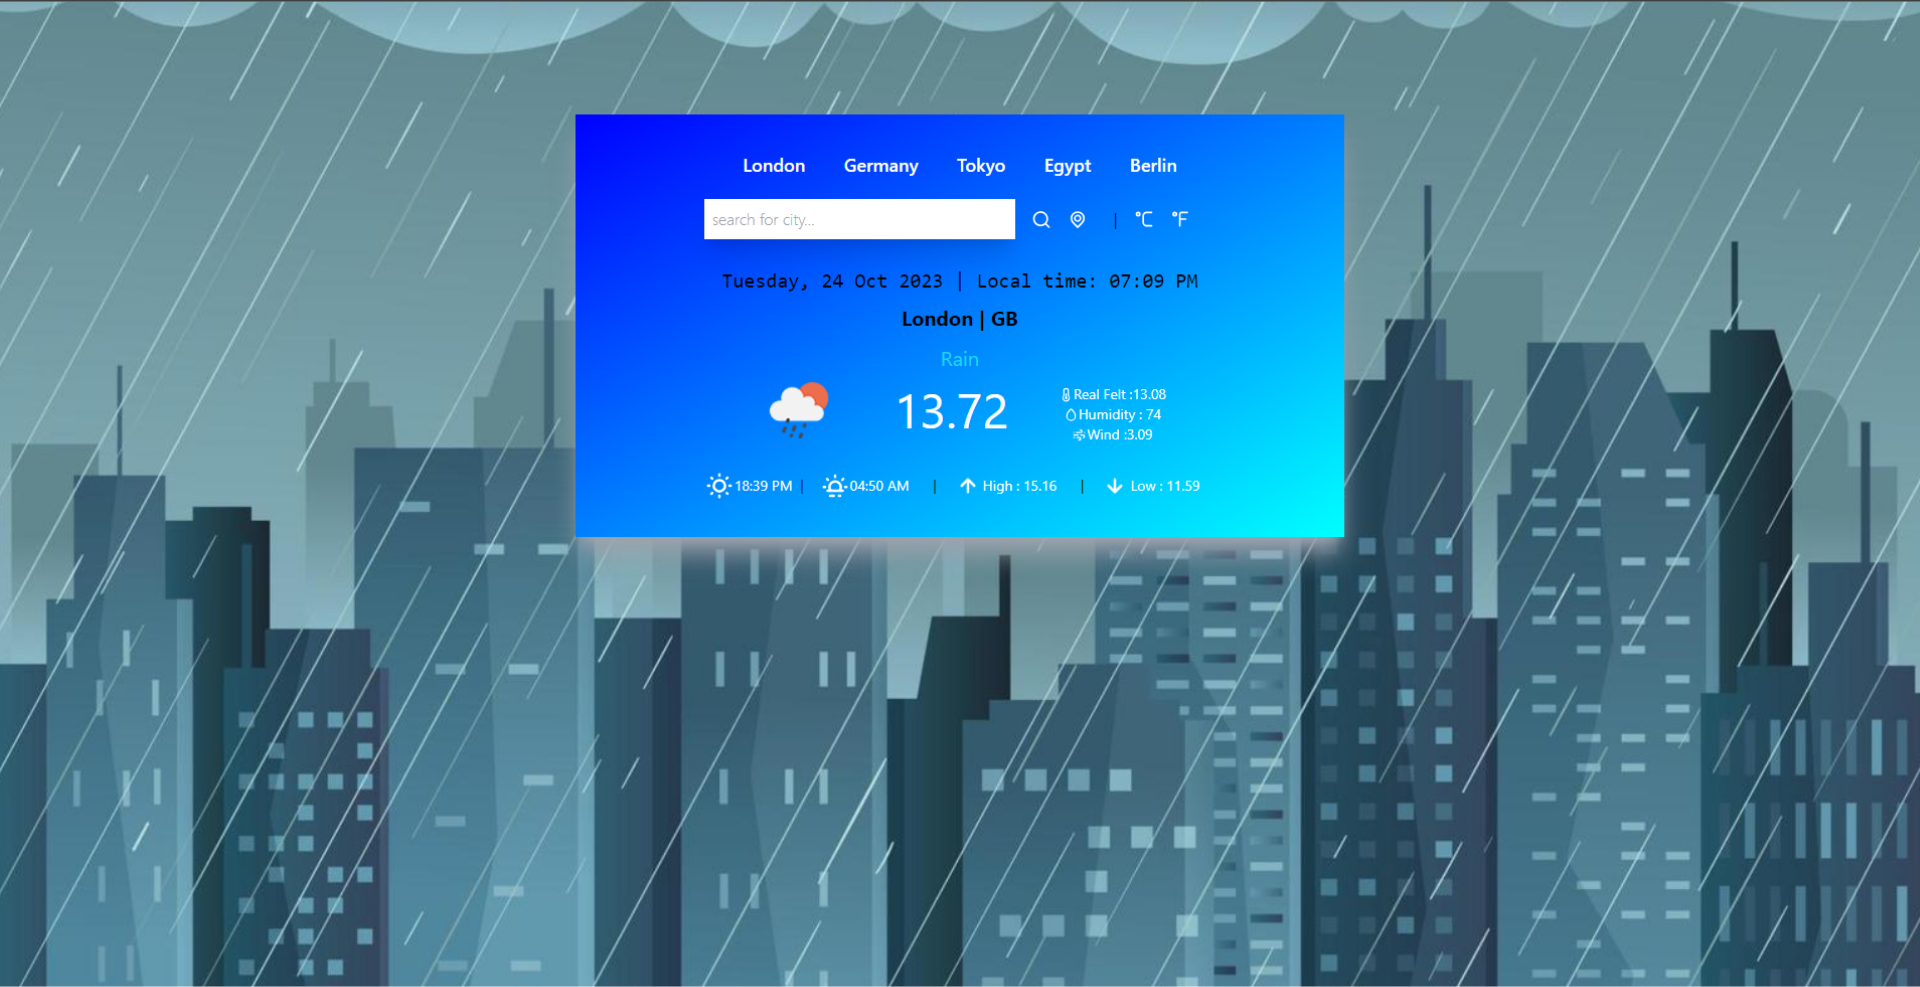 London Germany Tokyo Egypt Berlin
search for city... | °C °F
Tuesday, 24 Oct 2023 | Local time: 07:09 PM
London | GB
Rain
13.72
Real Felt :13.08
Humidity : 74
Wind :3.09
18:39 PM | 04:50 AM | High : 15.16 | Low : 11.59